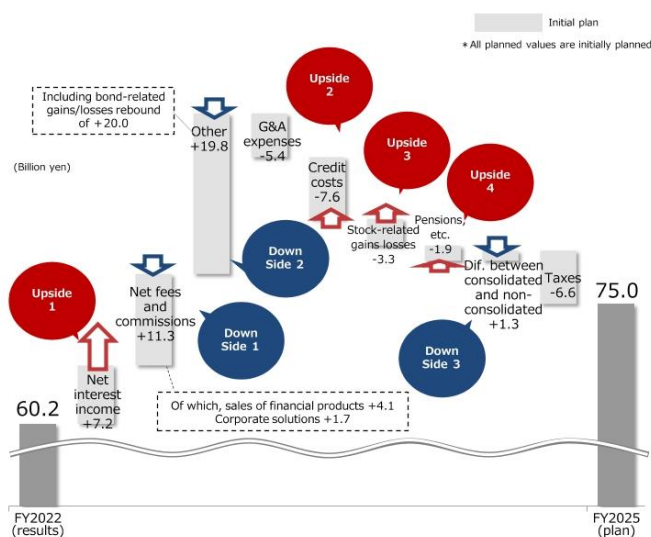 Initial plan
* All planned values are initially planned
Including bond-related
gains/losses rebound
of +20.0
(Billion yen)
Upside
1
Net
interest
income
+7.2
Net fees
and
commissions
+11.3
Down
Side 1
Of which, sales of financial products +4.1
Corporate solutions +1.7
Other
+19.8
Down
Side 2
G&A
expenses
-5.4
Upside
2
Credit
costs
-7.6
Upside
3
Stock-related
gains losses
-3.3
Upside
4
Pensions,
etc.
-1.9
Dif. between
consolidated
and non-
consolidated
+1.3
Down
Side 3
Taxes
-6.6
60.2
75.0
FY2022
(results)
FY2025
(plan)